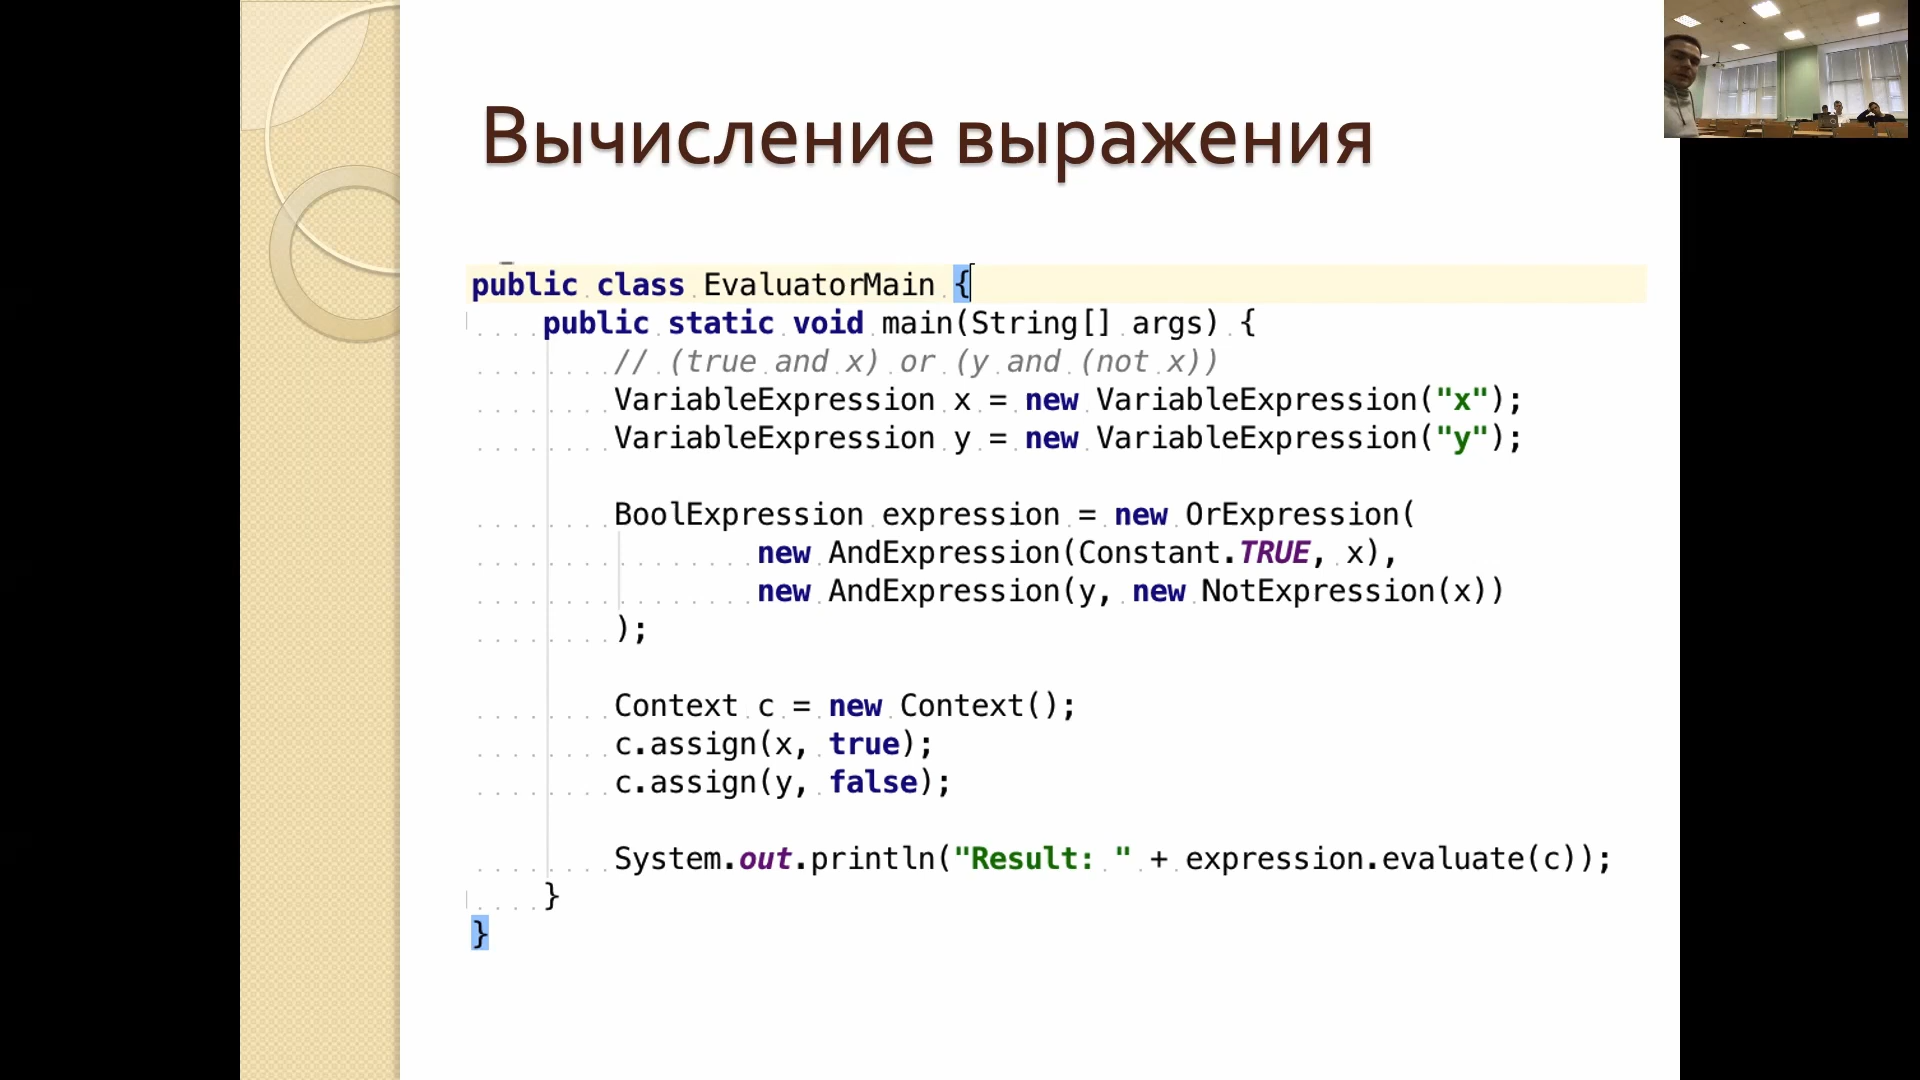 Вычисление выражения
public class EvaluatorMain {
public static void main(String[] args) {
// (true and x) or (y and (not x))
VariableExpression x = new VariableExpression("x");
VariableExpression y = new VariableExpression("y");
BoolExpression expression = new OrExpression(
new AndExpression(Constant.TRUE, x),
new AndExpression(y, new NotExpression(x))
);
Context c = new Context();
c.assign(x, true);
c.assign(y, false);
System.out.println("Result: " + expression.evaluate(c));
}
}